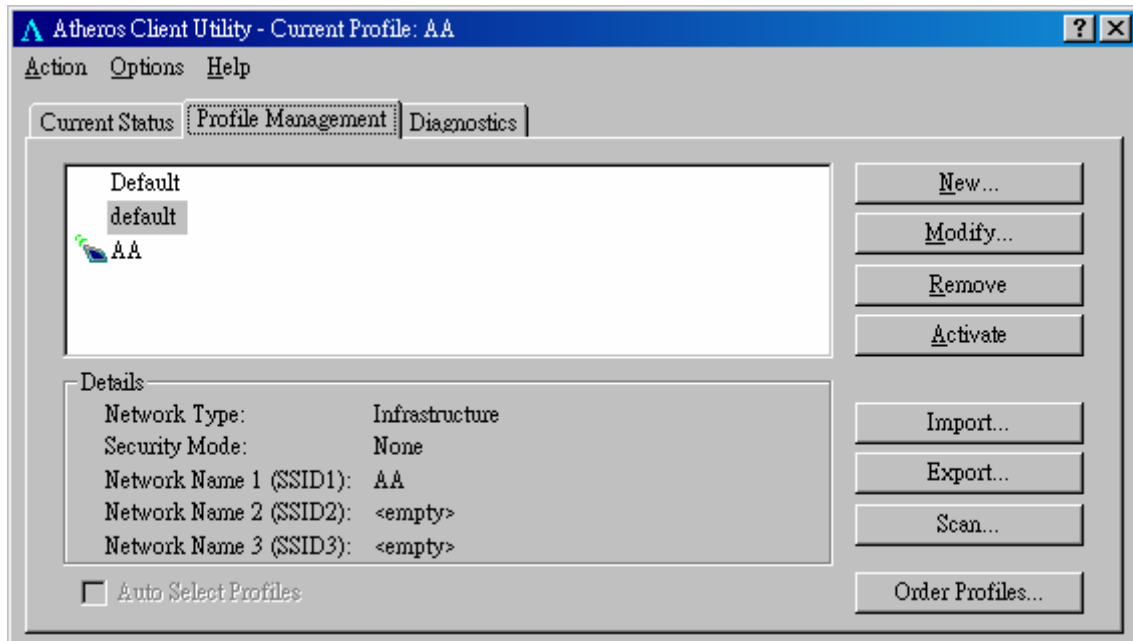 Atheros Client Utility - Current Profile: AA
? X
Action Options Help
Current Status Profile Management Diagnostics
Default
default
AA
New...
Modify...
Remove
Activate
Details
Network Type: Infrastructure
Security Mode: None
Network Name 1 (SSID1): AA
Network Name 2 (SSID2): <empty>
Network Name 3 (SSID3): <empty>
Import...
Export...
Scan...
Auto Select Profiles
Order Profiles...